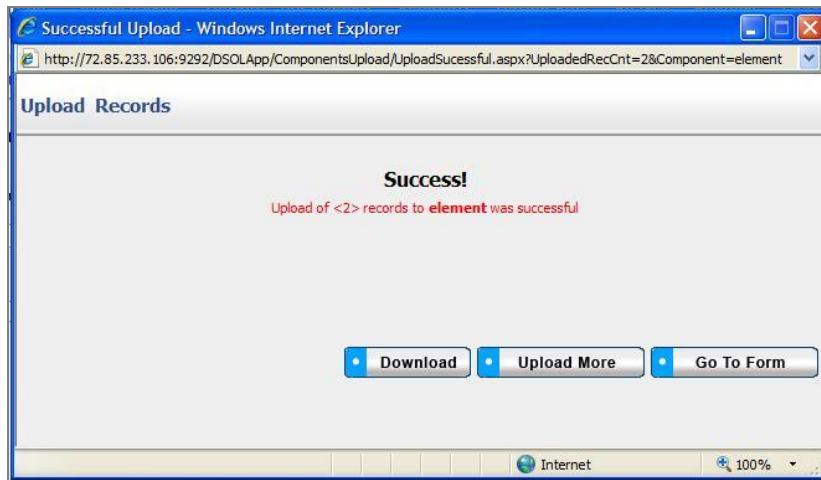 Successful Upload - Windows Internet Explorer
http://72.85.233.106:9292/DSOLApp/ComponentsUpload/UploadSucessful.aspx?UploadedRecCnt=2&Component=element
Upload Records
Success!
Upload of <2> records to element was successful
Download Upload More Go To Form
Internet 100%